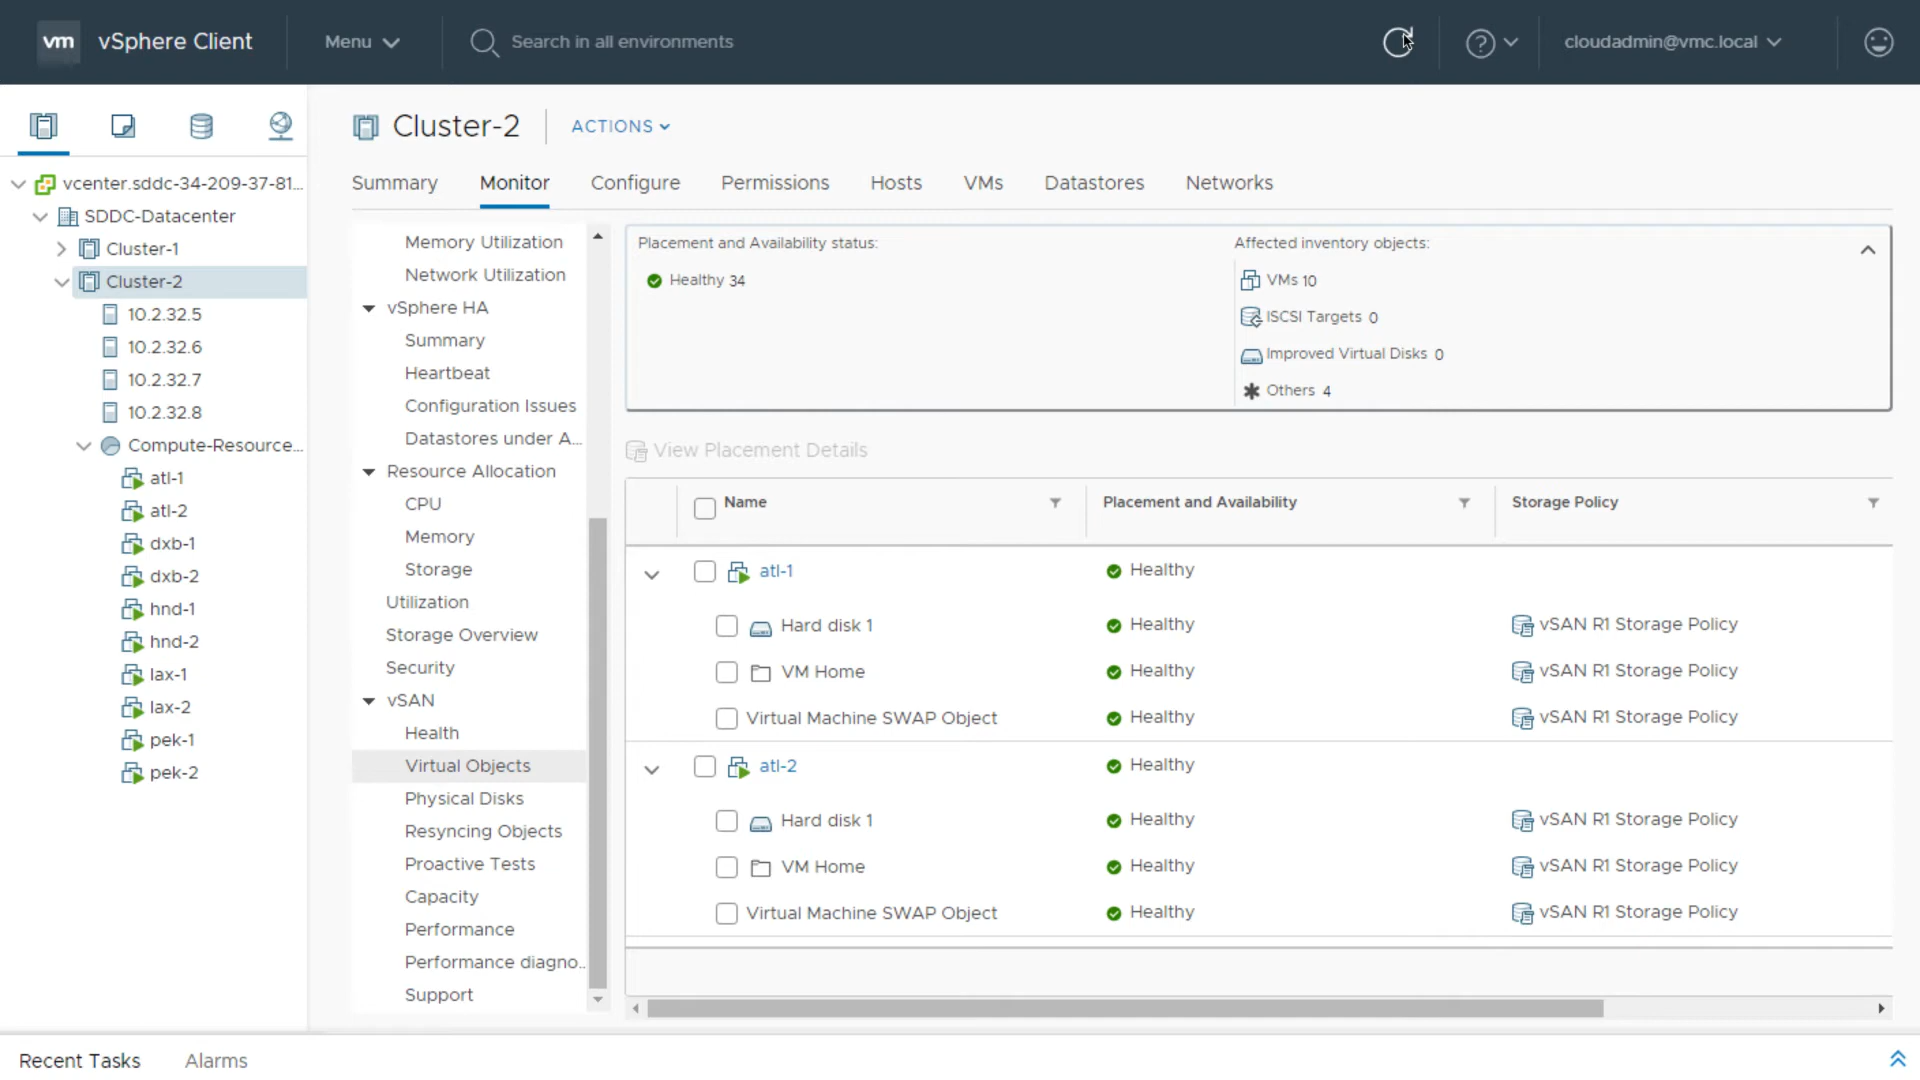 vm vSphere Client Menu Search in all environments ? cloudadmin@vmc.local
vcenter.sddc-34-209-37-81...
SDDC-Datacenter
Cluster-1
Cluster-2
10.2.32.5
10.2.32.6
10.2.32.7
10.2.32.8
Compute-Resource...
atl-1
atl-2
dxb-1
dxb-2
hnd-1
hnd-2
lax-1
lax-2
pek-1
pek-2
Cluster-2 ACTIONS
Summary Monitor Configure Permissions Hosts VMs Datastores Networks
Memory Utilization
Network Utilization
vSphere HA
Summary
Heartbeat
Configuration Issues
Datastores under A...
Resource Allocation
CPU
Memory
Storage
Utilization
Storage Overview
Security
vSAN
Health
Virtual Objects
Physical Disks
Resyncing Objects
Proactive Tests
Capacity
Performance
Performance diagno..
Support
Placement and Availability status:
Healthy 34
Affected inventory objects:
VMs 10
ISCSI Targets 0
Improved Virtual Disks 0
Others 4
View Placement Details
Name Placement and Availability Storage Policy
atl-1 Healthy
Hard disk 1 Healthy vSAN R1 Storage Policy
VM Home Healthy vSAN R1 Storage Policy
Virtual Machine SWAP Object Healthy vSAN R1 Storage Policy
atl-2 Healthy
Hard disk 1 Healthy vSAN R1 Storage Policy
VM Home Healthy vSAN R1 Storage Policy
Virtual Machine SWAP Object Healthy vSAN R1 Storage Policy
Recent Tasks Alarms